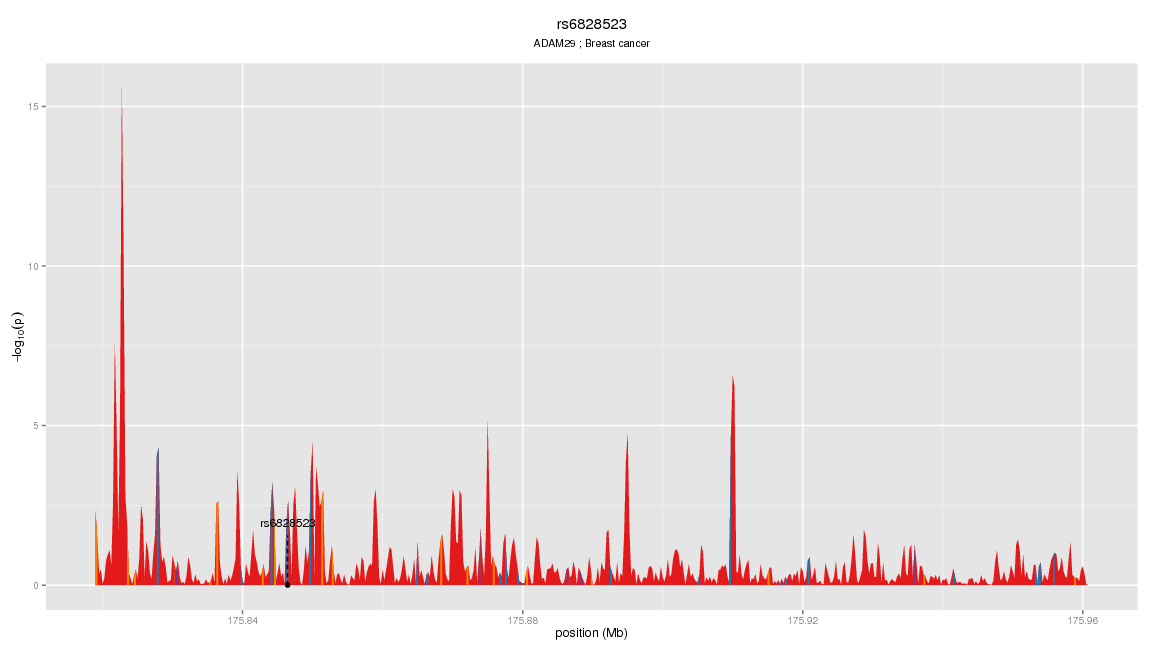 rs6828523
ADAM29 ; Breast cancer
15
10
5
0
−log10(p)
rs6828523
175.84
175.88
175.92
175.96
position (Mb)